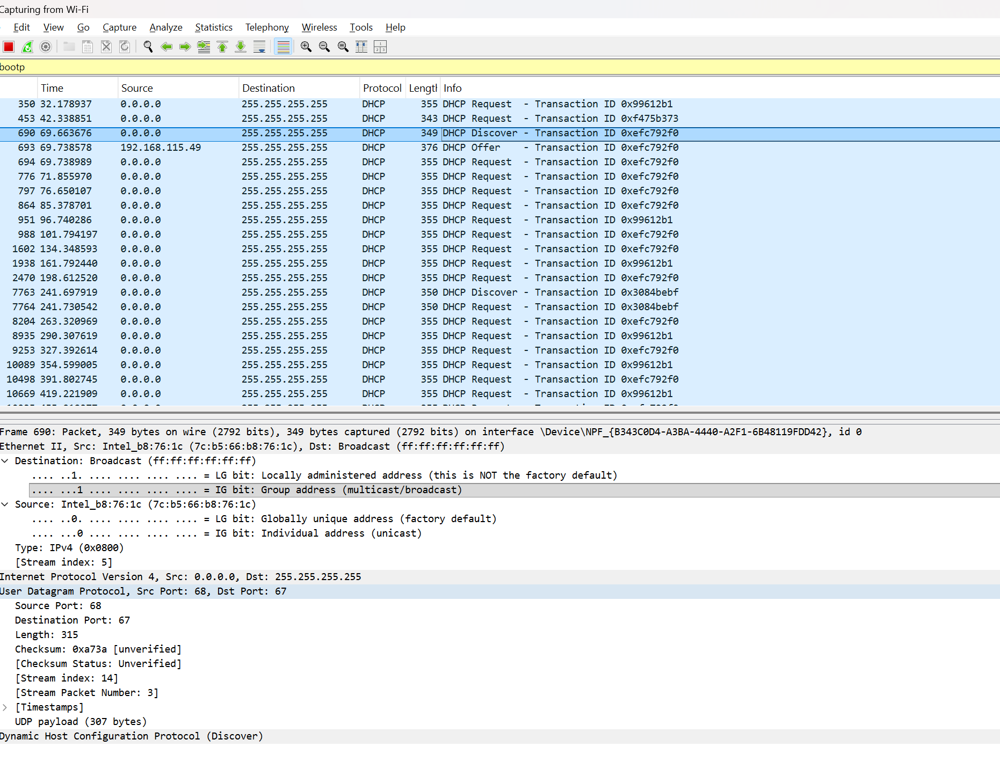 Capturing from Wi-Fi
Edit View Go Capture Analyze Statistics Telephony Wireless Tools Help
bootp
Time Source Destination Protocol Length Info
350 32.178937 0.0.0.0 255.255.255.255 DHCP 355 DHCP Request - Transaction ID 0x99612b1
453 42.338851 0.0.0.0 255.255.255.255 DHCP 343 DHCP Request - Transaction ID 0xf475b373
690 69.663676 0.0.0.0 255.255.255.255 DHCP 349 DHCP Discover - Transaction ID 0xefc792f0
693 69.738578 192.168.115.49 255.255.255.255 DHCP 376 DHCP Offer - Transaction ID 0xefc792f0
694 69.738989 0.0.0.0 255.255.255.255 DHCP 355 DHCP Request - Transaction ID 0xefc792f0
776 71.855970 0.0.0.0 255.255.255.255 DHCP 355 DHCP Request - Transaction ID 0xefc792f0
797 76.650107 0.0.0.0 255.255.255.255 DHCP 355 DHCP Request - Transaction ID 0xefc792f0
864 85.378701 0.0.0.0 255.255.255.255 DHCP 355 DHCP Request - Transaction ID 0xefc792f0
951 96.740286 0.0.0.0 255.255.255.255 DHCP 355 DHCP Request - Transaction ID 0x99612b1
988 101.794197 0.0.0.0 255.255.255.255 DHCP 355 DHCP Request - Transaction ID 0xefc792f0
1602 134.348593 0.0.0.0 255.255.255.255 DHCP 355 DHCP Request - Transaction ID 0xefc792f0
1938 161.792440 0.0.0.0 255.255.255.255 DHCP 355 DHCP Request - Transaction ID 0x99612b1
2470 198.612520 0.0.0.0 255.255.255.255 DHCP 355 DHCP Request - Transaction ID 0xefc792f0
7763 241.697919 0.0.0.0 255.255.255.255 DHCP 350 DHCP Discover - Transaction ID 0x3084bebf
7764 241.730542 0.0.0.0 255.255.255.255 DHCP 350 DHCP Request - Transaction ID 0x3084bebf
8204 263.320969 0.0.0.0 255.255.255.255 DHCP 355 DHCP Request - Transaction ID 0xefc792f0
8935 290.307619 0.0.0.0 255.255.255.255 DHCP 355 DHCP Request - Transaction ID 0x99612b1
9253 327.392614 0.0.0.0 255.255.255.255 DHCP 355 DHCP Request - Transaction ID 0xefc792f0
10089 354.599005 0.0.0.0 255.255.255.255 DHCP 355 DHCP Request - Transaction ID 0x99612b1
10498 391.802745 0.0.0.0 255.255.255.255 DHCP 355 DHCP Request - Transaction ID 0xefc792f0
10669 419.221909 0.0.0.0 255.255.255.255 DHCP 355 DHCP Request - Transaction ID 0x99612b1
Frame 690: Packet, 349 bytes on wire (2792 bits), 349 bytes captured (2792 bits) on interface \Device\NPF_{B343C0D4-A3BA-4440-A2F1-6B48119FDD42}, id 0
Ethernet II, Src: Intel_b8:76:1c (7c:b5:66:b8:76:1c), Dst: Broadcast (ff:ff:ff:ff:ff:ff)
Destination: Broadcast (ff:ff:ff:ff:ff:ff)
.... ..1. .... .... .... .... = LG bit: Locally administered address (this is NOT the factory default)
.... ...1 .... .... .... .... = IG bit: Group address (multicast/broadcast)
Source: Intel_b8:76:1c (7c:b5:66:b8:76:1c)
.... ..0. .... .... .... .... = LG bit: Globally unique address (factory default)
.... ...0 .... .... .... .... = IG bit: Individual address (unicast)
Type: IPv4 (0x0800)
[Stream index: 5]
Internet Protocol Version 4, Src: 0.0.0.0, Dst: 255.255.255.255
User Datagram Protocol, Src Port: 68, Dst Port: 67
Source Port: 68
Destination Port: 67
Length: 315
Checksum: 0xa73a [unverified]
[Checksum Status: Unverified]
[Stream index: 14]
[Stream Packet Number: 3]
[Timestamps]
UDP payload (307 bytes)
Dynamic Host Configuration Protocol (Discover)